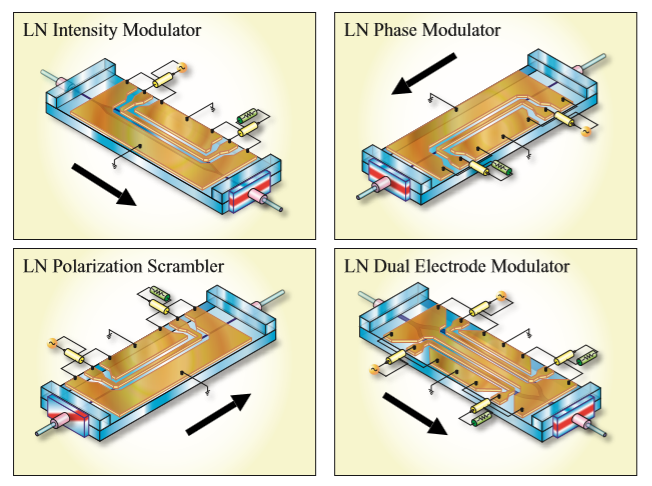 LN Intensity Modulator
LN Phase Modulator
LN Polarization Scrambler
LN Dual Electrode Modulator